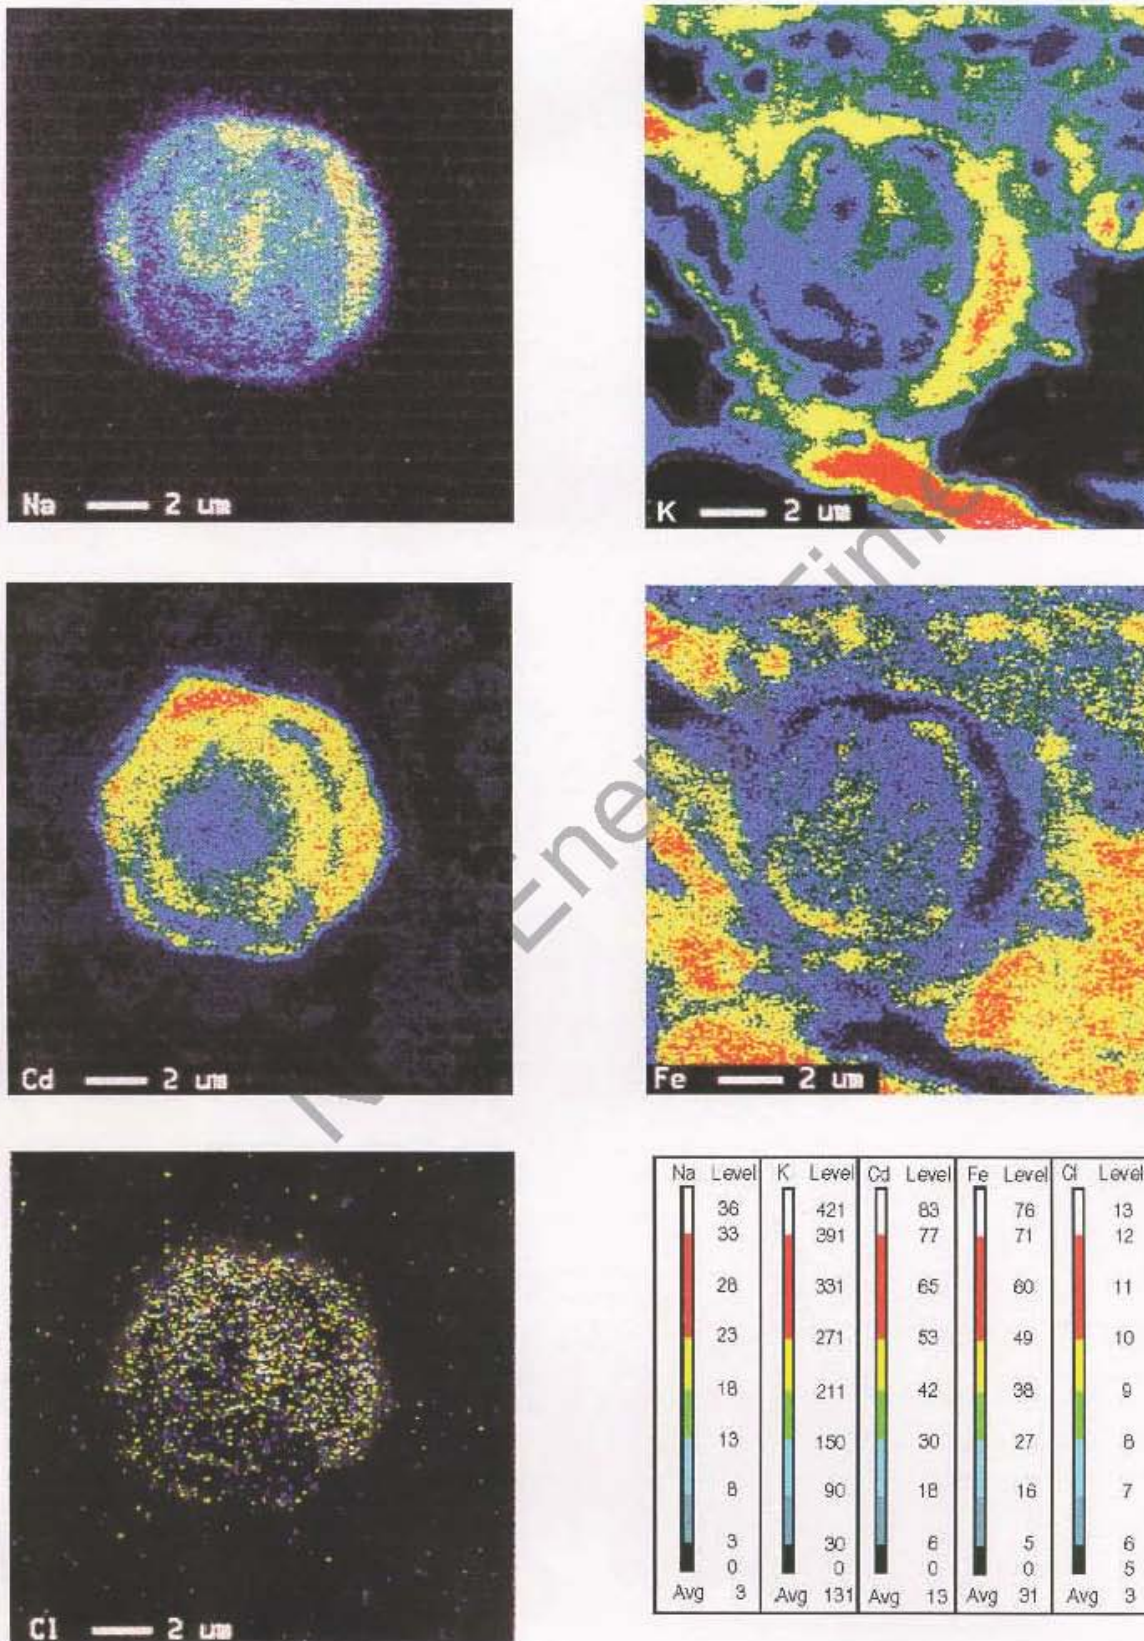 Na 2 um
K 2 um
Cd 2 um
Fe 2 um
Cl 2 um
Na Level K Level Cd Level Fe Level Cl Level
36 421 83 76 13
33 391 77 71 12
28 331 65 60 11
23 271 53 49 10
18 211 42 38 9
13 150 30 27 8
8 90 18 16 7
3 30 6 5 6
0 0 0 0 5
Avg 3 Avg 131 Avg 13 Avg 31 Avg 3